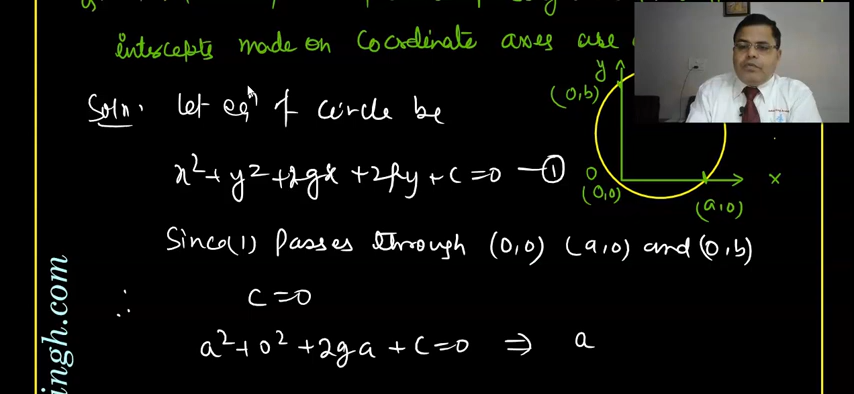 intercepts made on Coordinate axes are
Soln. Let eqⁿ of circle be
y
(0,b)
x² + y² + 2gx + 2fy + c = 0 — ①
0
(0,0)
x
(a,0)
Since (1) Passes through (0,0) (a,0) and (0,b)
∴ C = 0
a² + 0² + 2ga + C = 0 ⇒ a
ingh.com